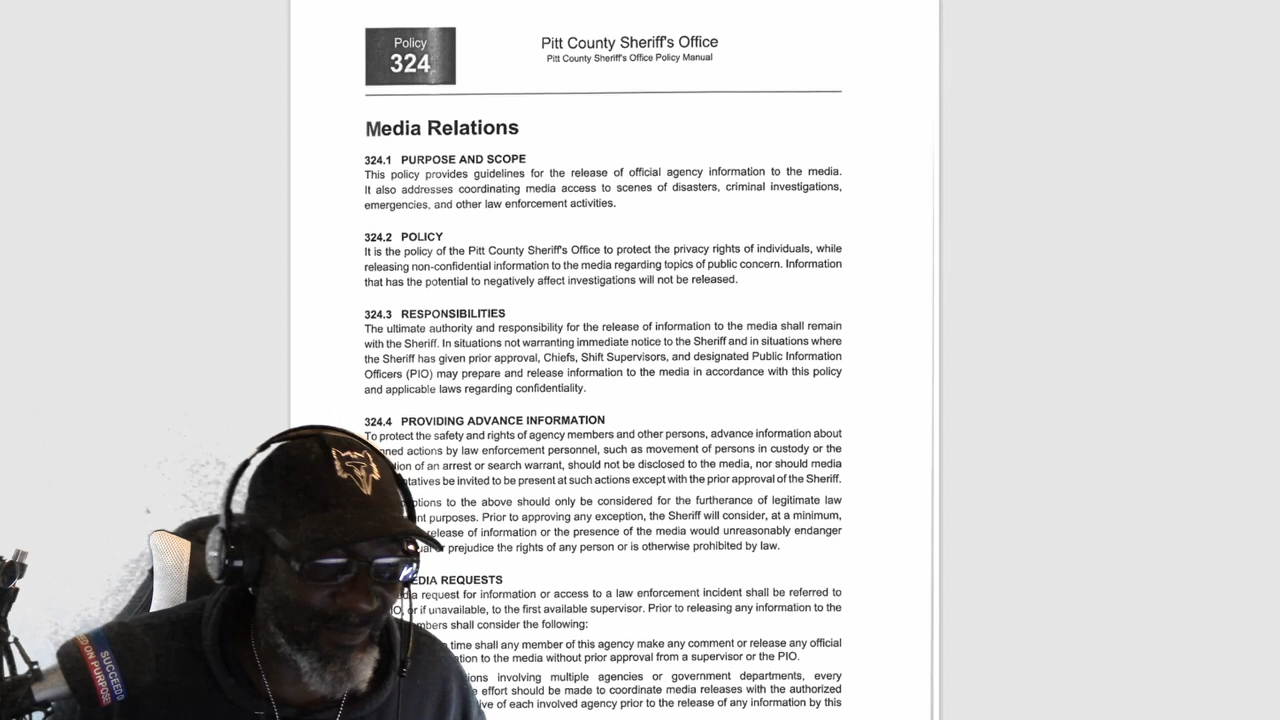 Policy
324
Pitt County Sheriff's Office
Pitt County Sheriff's Office Policy Manual
Media Relations
324.1 PURPOSE AND SCOPE
This policy provides guidelines for the release of official agency information to the media.
It also addresses coordinating media access to scenes of disasters, criminal investigations,
emergencies, and other law enforcement activities.
324.2 POLICY
It is the policy of the Pitt County Sheriff's Office to protect the privacy rights of individuals, while
releasing non-confidential information to the media regarding topics of public concern. Information
that has the potential to negatively affect investigations will not be released.
324.3 RESPONSIBILITIES
The ultimate authority and responsibility for the release of information to the media shall remain
with the Sheriff. In situations not warranting immediate notice to the Sheriff and in situations where
the Sheriff has given prior approval, Chiefs, Shift Supervisors, and designated Public Information
Officers (PIO) may prepare and release information to the media in accordance with this policy
and applicable laws regarding confidentiality.
324.4 PROVIDING ADVANCE INFORMATION
To protect the safety and rights of agency members and other persons, advance information about
actions by law enforcement personnel, such as movement of persons in custody or the
of an arrest or search warrant, should not be disclosed to the media, nor should media
be invited to be present at such actions except with the prior approval of the Sheriff.
to the above should only be considered for the furtherance of legitimate law
purposes. Prior to approving any exception, the Sheriff will consider, at a minimum,
release of information or the presence of the media would unreasonably endanger
or prejudice the rights of any person or is otherwise prohibited by law.
REQUESTS
request for information or access to a law enforcement incident shall be referred to
or if unavailable, to the first available supervisor. Prior to releasing any information to the
shall consider the following:
time shall any member of this agency make any comment or release any official
to the media without prior approval from a supervisor or the PIO.
involving multiple agencies or government departments, every
effort should be made to coordinate media releases with the authorized
of each involved agency prior to the release of any information by this
SUCCEED
ON PURPOSE